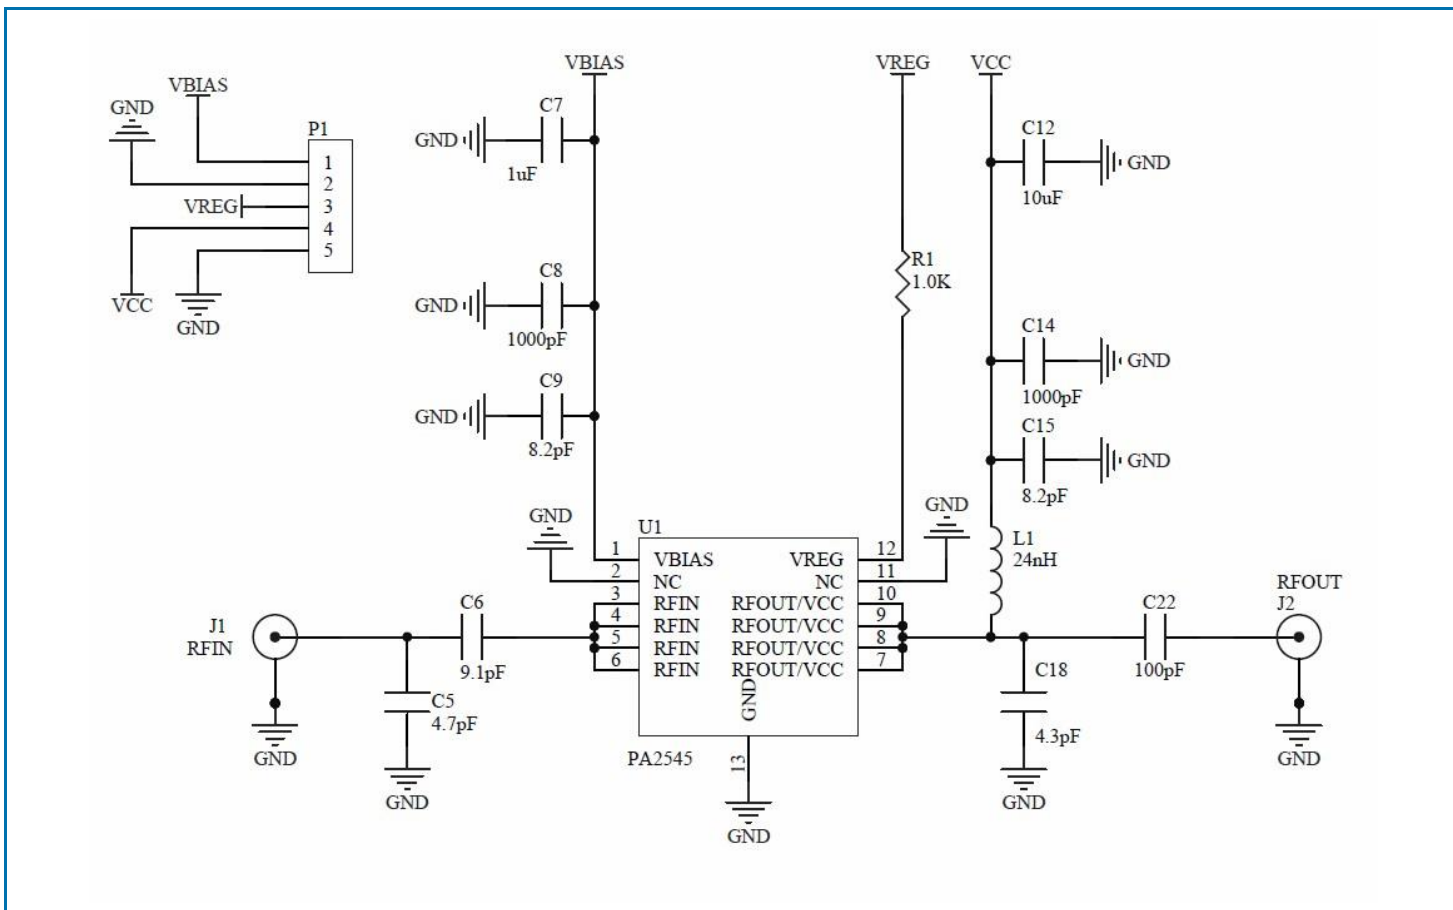 VBIAS
GND
P1
1
2
VREG
3
4
5
VCC
GND
VBIAS
C7
GND
1uF
C8
GND
1000pF
C9
GND
8.2pF
VREG
R1
1.0K
VCC
C12
GND
10uF
C14
GND
1000pF
C15
GND
8.2pF
L1
24nH
GND
GND
U1
1 VBIAS
2 NC
3 RFIN
4 RFIN
5 RFIN
6 RFIN
VREG 12
NC 11
RFOUT/VCC 10
RFOUT/VCC 9
RFOUT/VCC 8
RFOUT/VCC 7
GND
PA2545
13
GND
J1
RFIN
GND
C6
9.1pF
C5
4.7pF
GND
C18
4.3pF
GND
C22
100pF
RFOUT
J2
GND